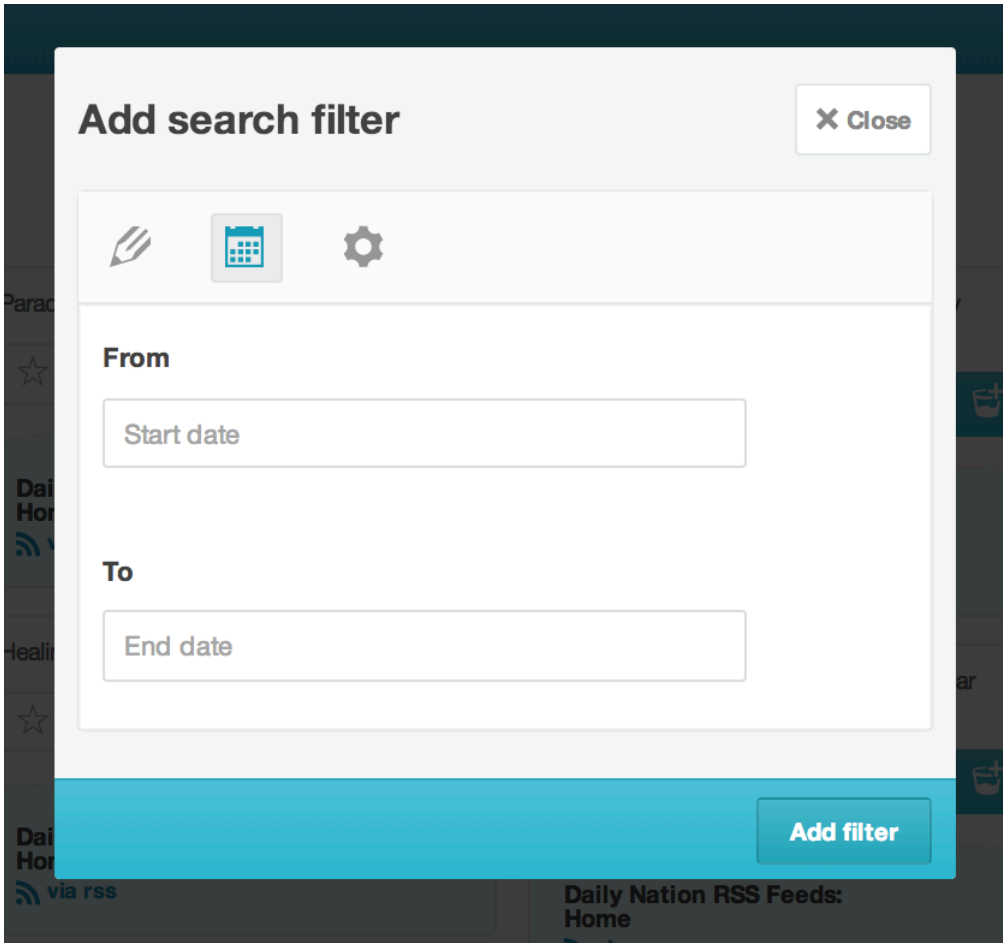 Add search filter
Close
From
Start date
To
End date
Add filter
via rss
Daily Nation RSS Feeds:
Home